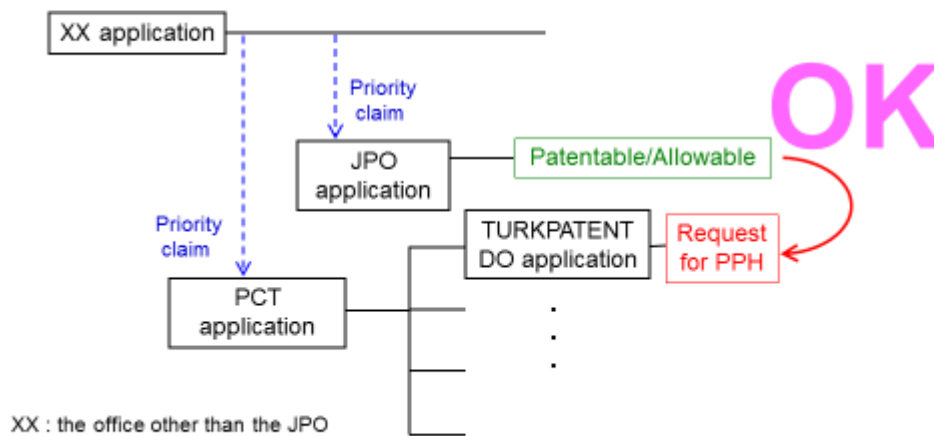 XX application
OK
Priority
claim
JPO
application
Patentable/Allowable
Priority
claim
TURKPATENT
DO application
Request
for PPH
PCT
application
XX : the office other than the JPO